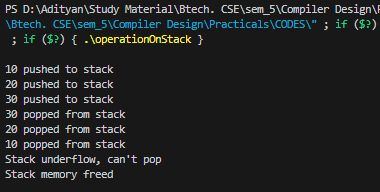 PS D:\Adityan\Study Material\Btech. CSE\sem_5\Compiler Design\
\Btech. CSE\sem_5\Compiler Design\Practicals\CODES\" ; if ($?)
; if ($?) { .\operationOnStack }
10 pushed to stack
20 pushed to stack
30 pushed to stack
30 popped from stack
20 popped from stack
10 popped from stack
Stack underflow, can't pop
Stack memory freed